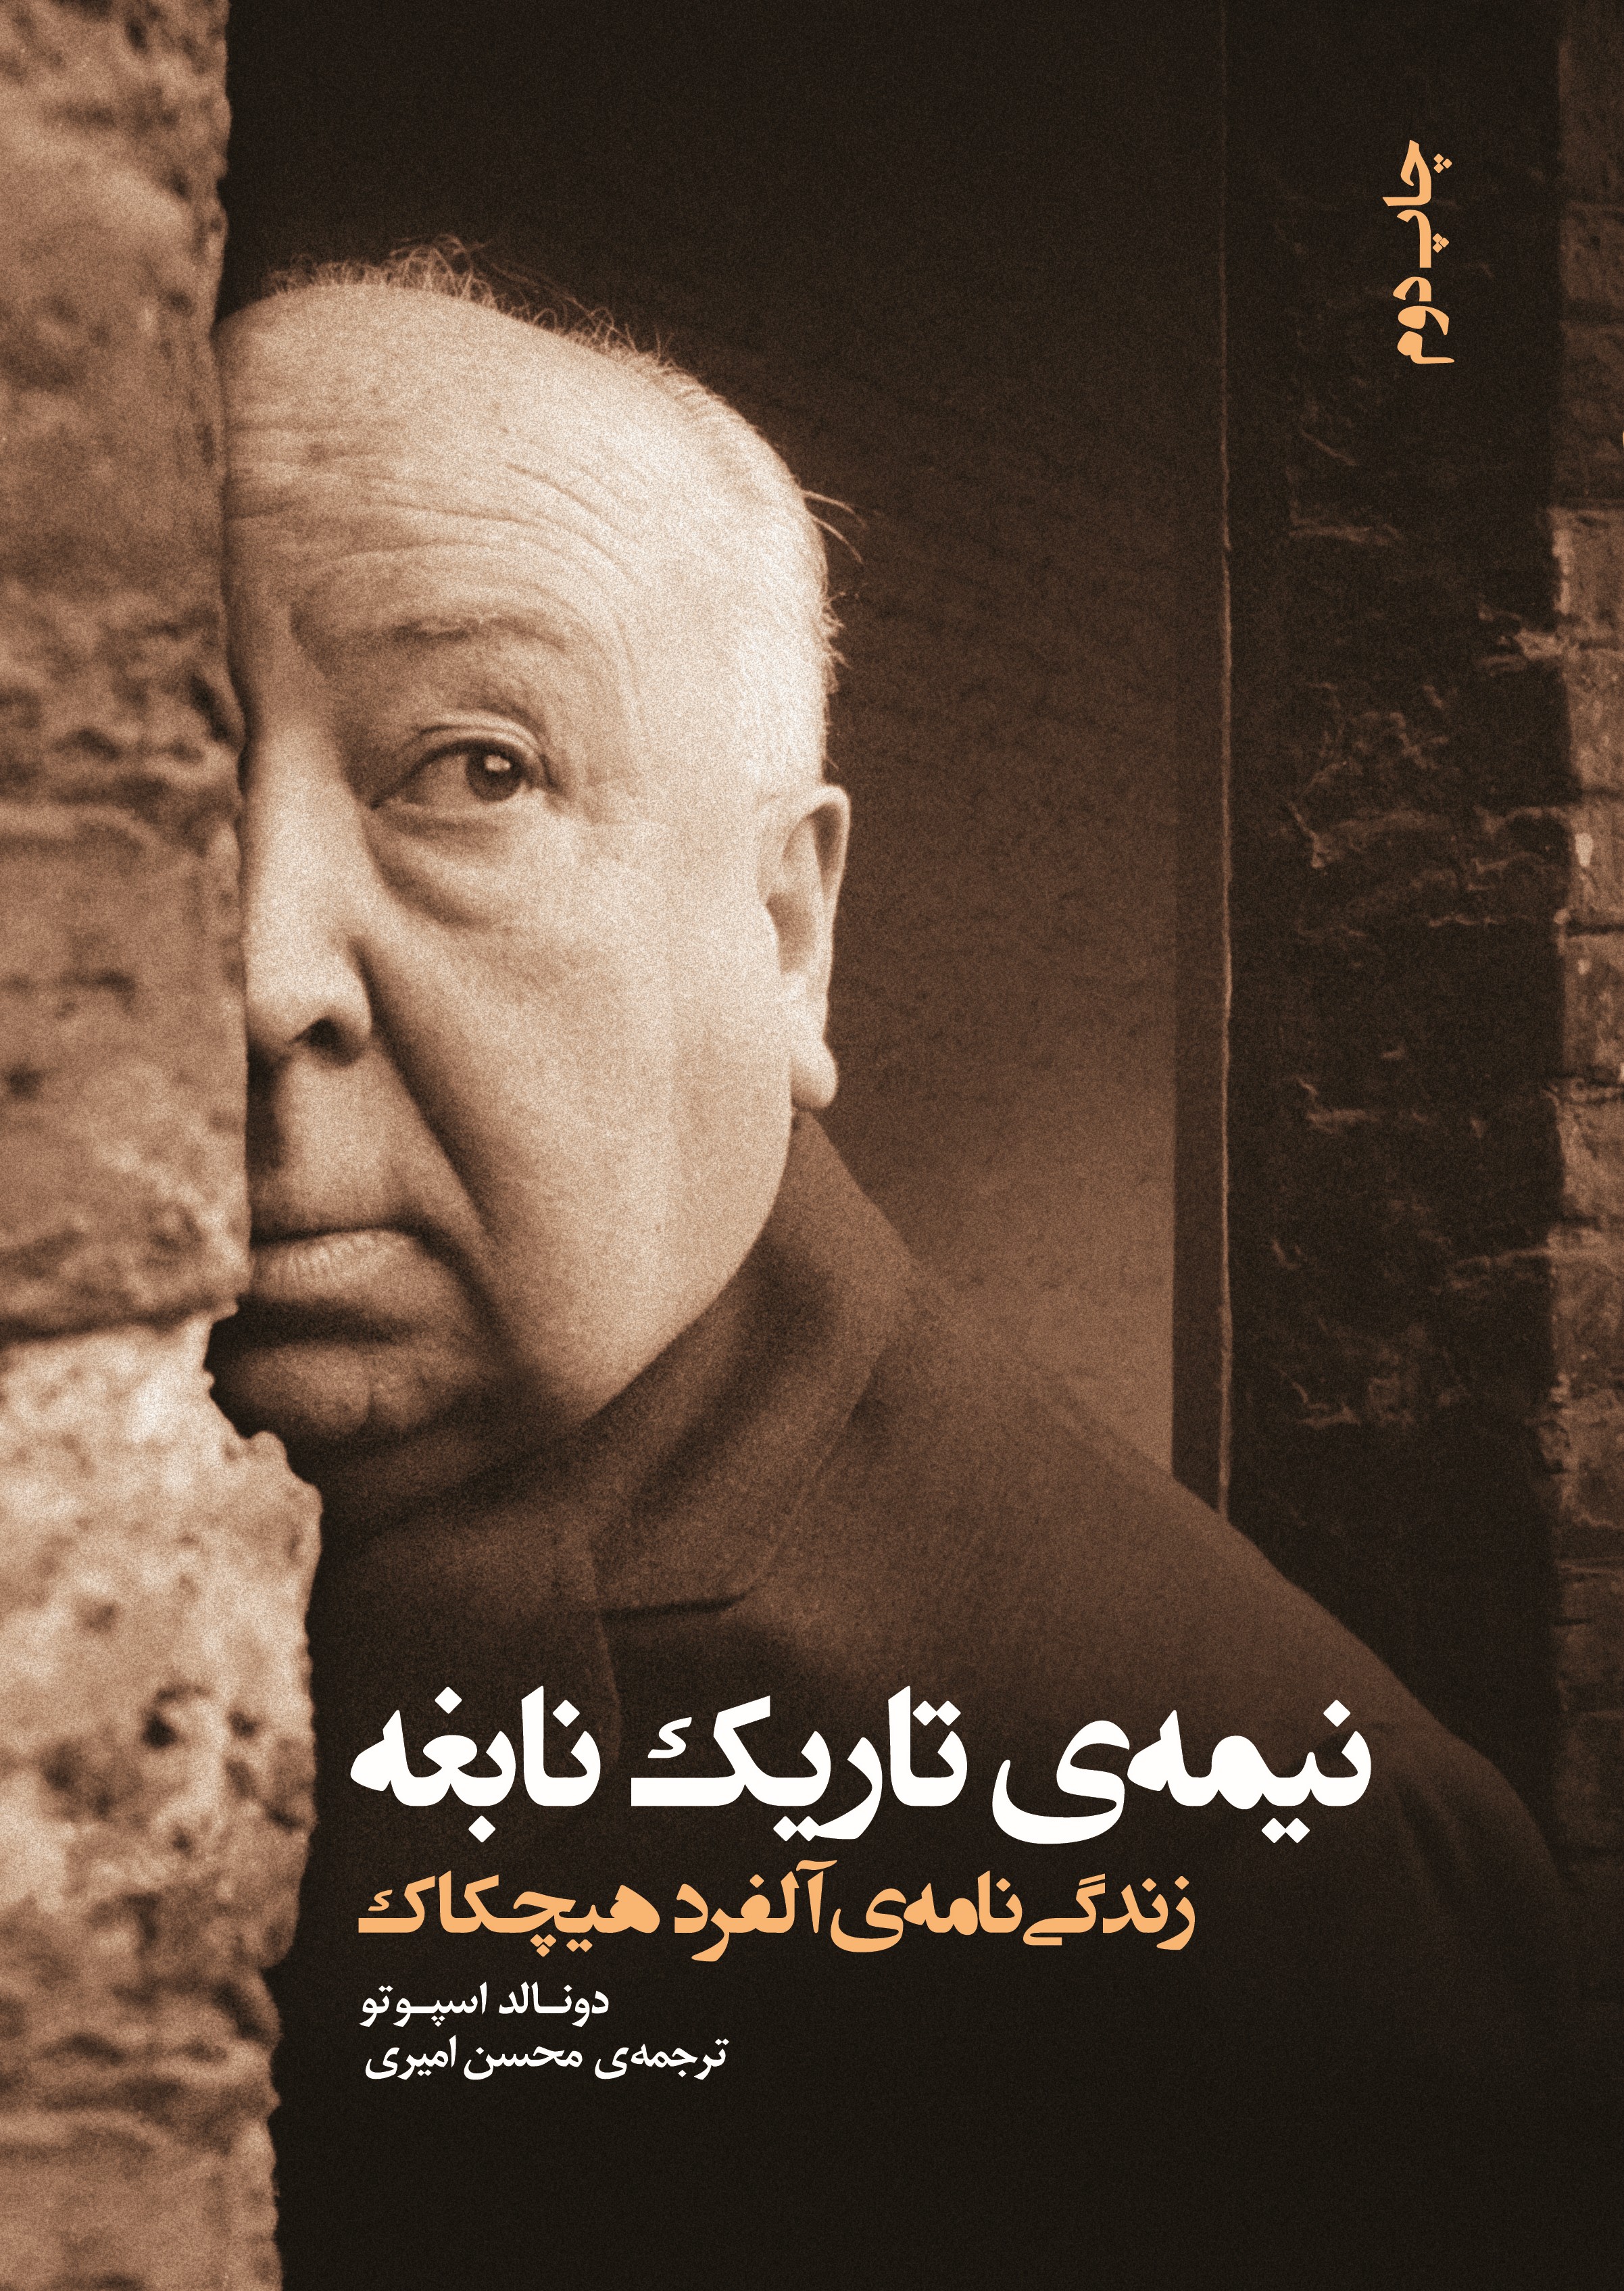 چاپ دوم
نیمه‌ی تاریک نابغه
زندگی‌نامه‌ی آلفرد هیچکاک
دونالد اسپوتو
ترجمه‌ی محسن امیری